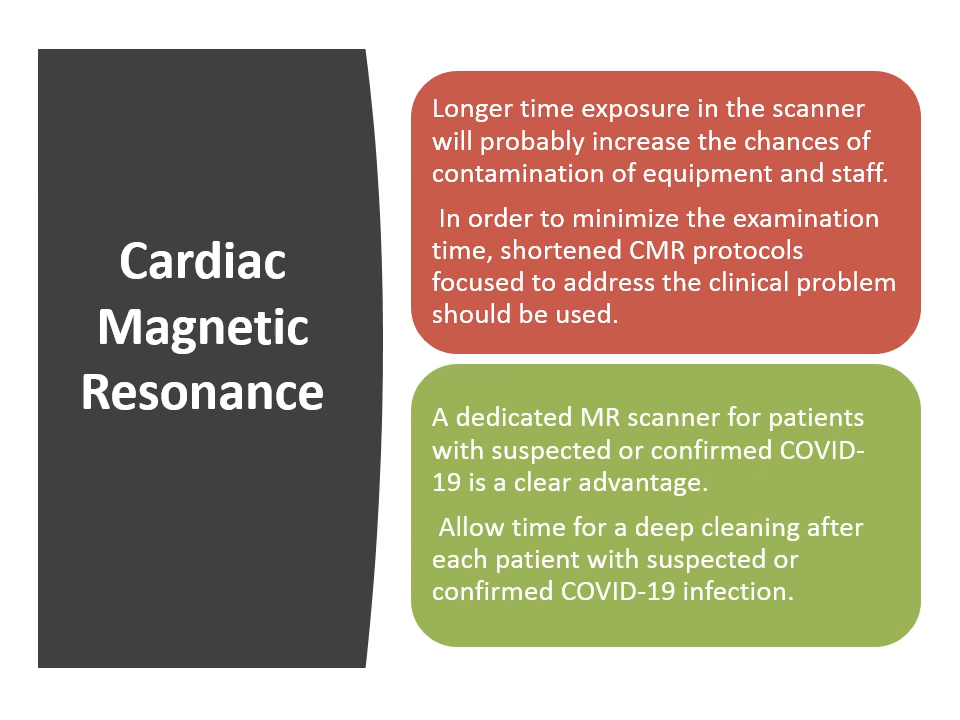 Cardiac
Magnetic
Resonance
Longer time exposure in the scanner
will probably increase the chances of
contamination of equipment and staff.
In order to minimize the examination
time, shortened CMR protocols
focused to address the clinical problem
should be used.
A dedicated MR scanner for patients
with suspected or confirmed COVID-
19 is a clear advantage.
Allow time for a deep cleaning after
each patient with suspected or
confirmed COVID-19 infection.